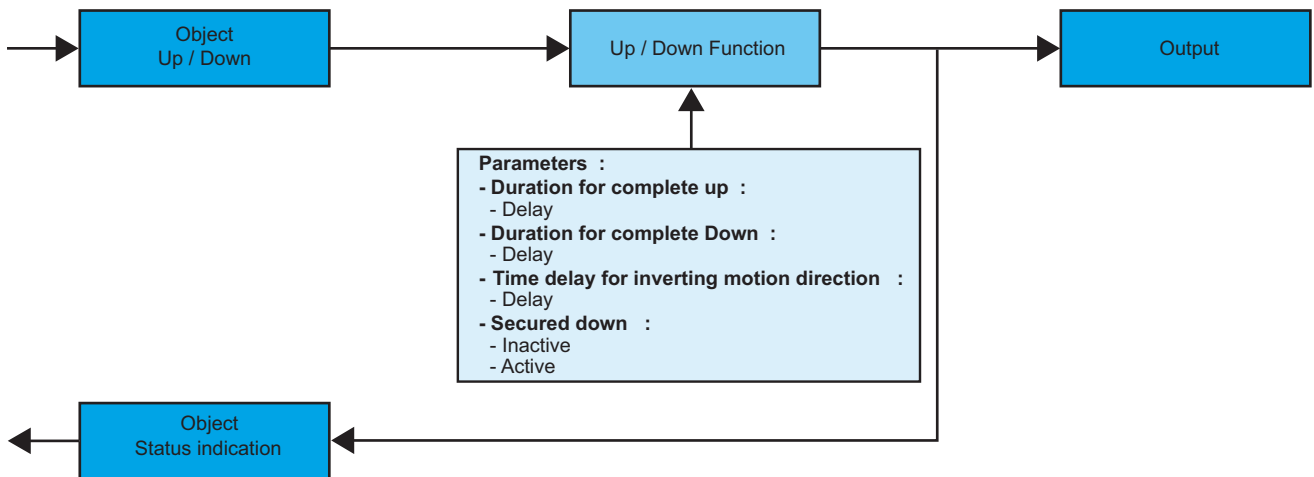 Object
Up / Down
Up / Down Function
Output
Parameters :
- Duration for complete up :
- Delay
- Duration for complete Down :
- Delay
- Time delay for inverting motion direction :
- Delay
- Secured down :
- Inactive
- Active
Object
Status indication